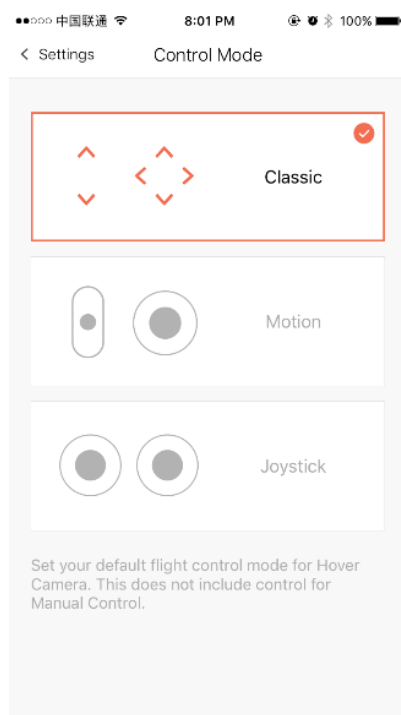 中国联通 8:01 PM 100%
Settings Control Mode
Classic
Motion
Joystick
Set your default flight control mode for Hover
Camera. This does not include control for
Manual Control.